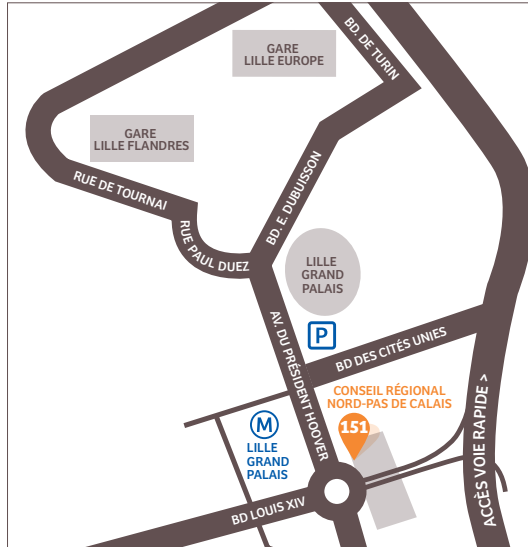 GARE
LILLE EUROPE
BD. DE TURIN
GARE
LILLE FLANDRES
RUE DE TOURNAI
RUE PAUL DUEZ
BD. E. DUBUISSON
LILLE
GRAND
PALAIS
P
AV. DU PRÉSIDENT HOOVER
BD DES CITÉS UNIES
CONSEIL RÉGIONAL
NORD-PAS DE CALAIS
151
M
LILLE
GRAND
PALAIS
BD LOUIS XIV
ACCÈS VOIE RAPIDE >